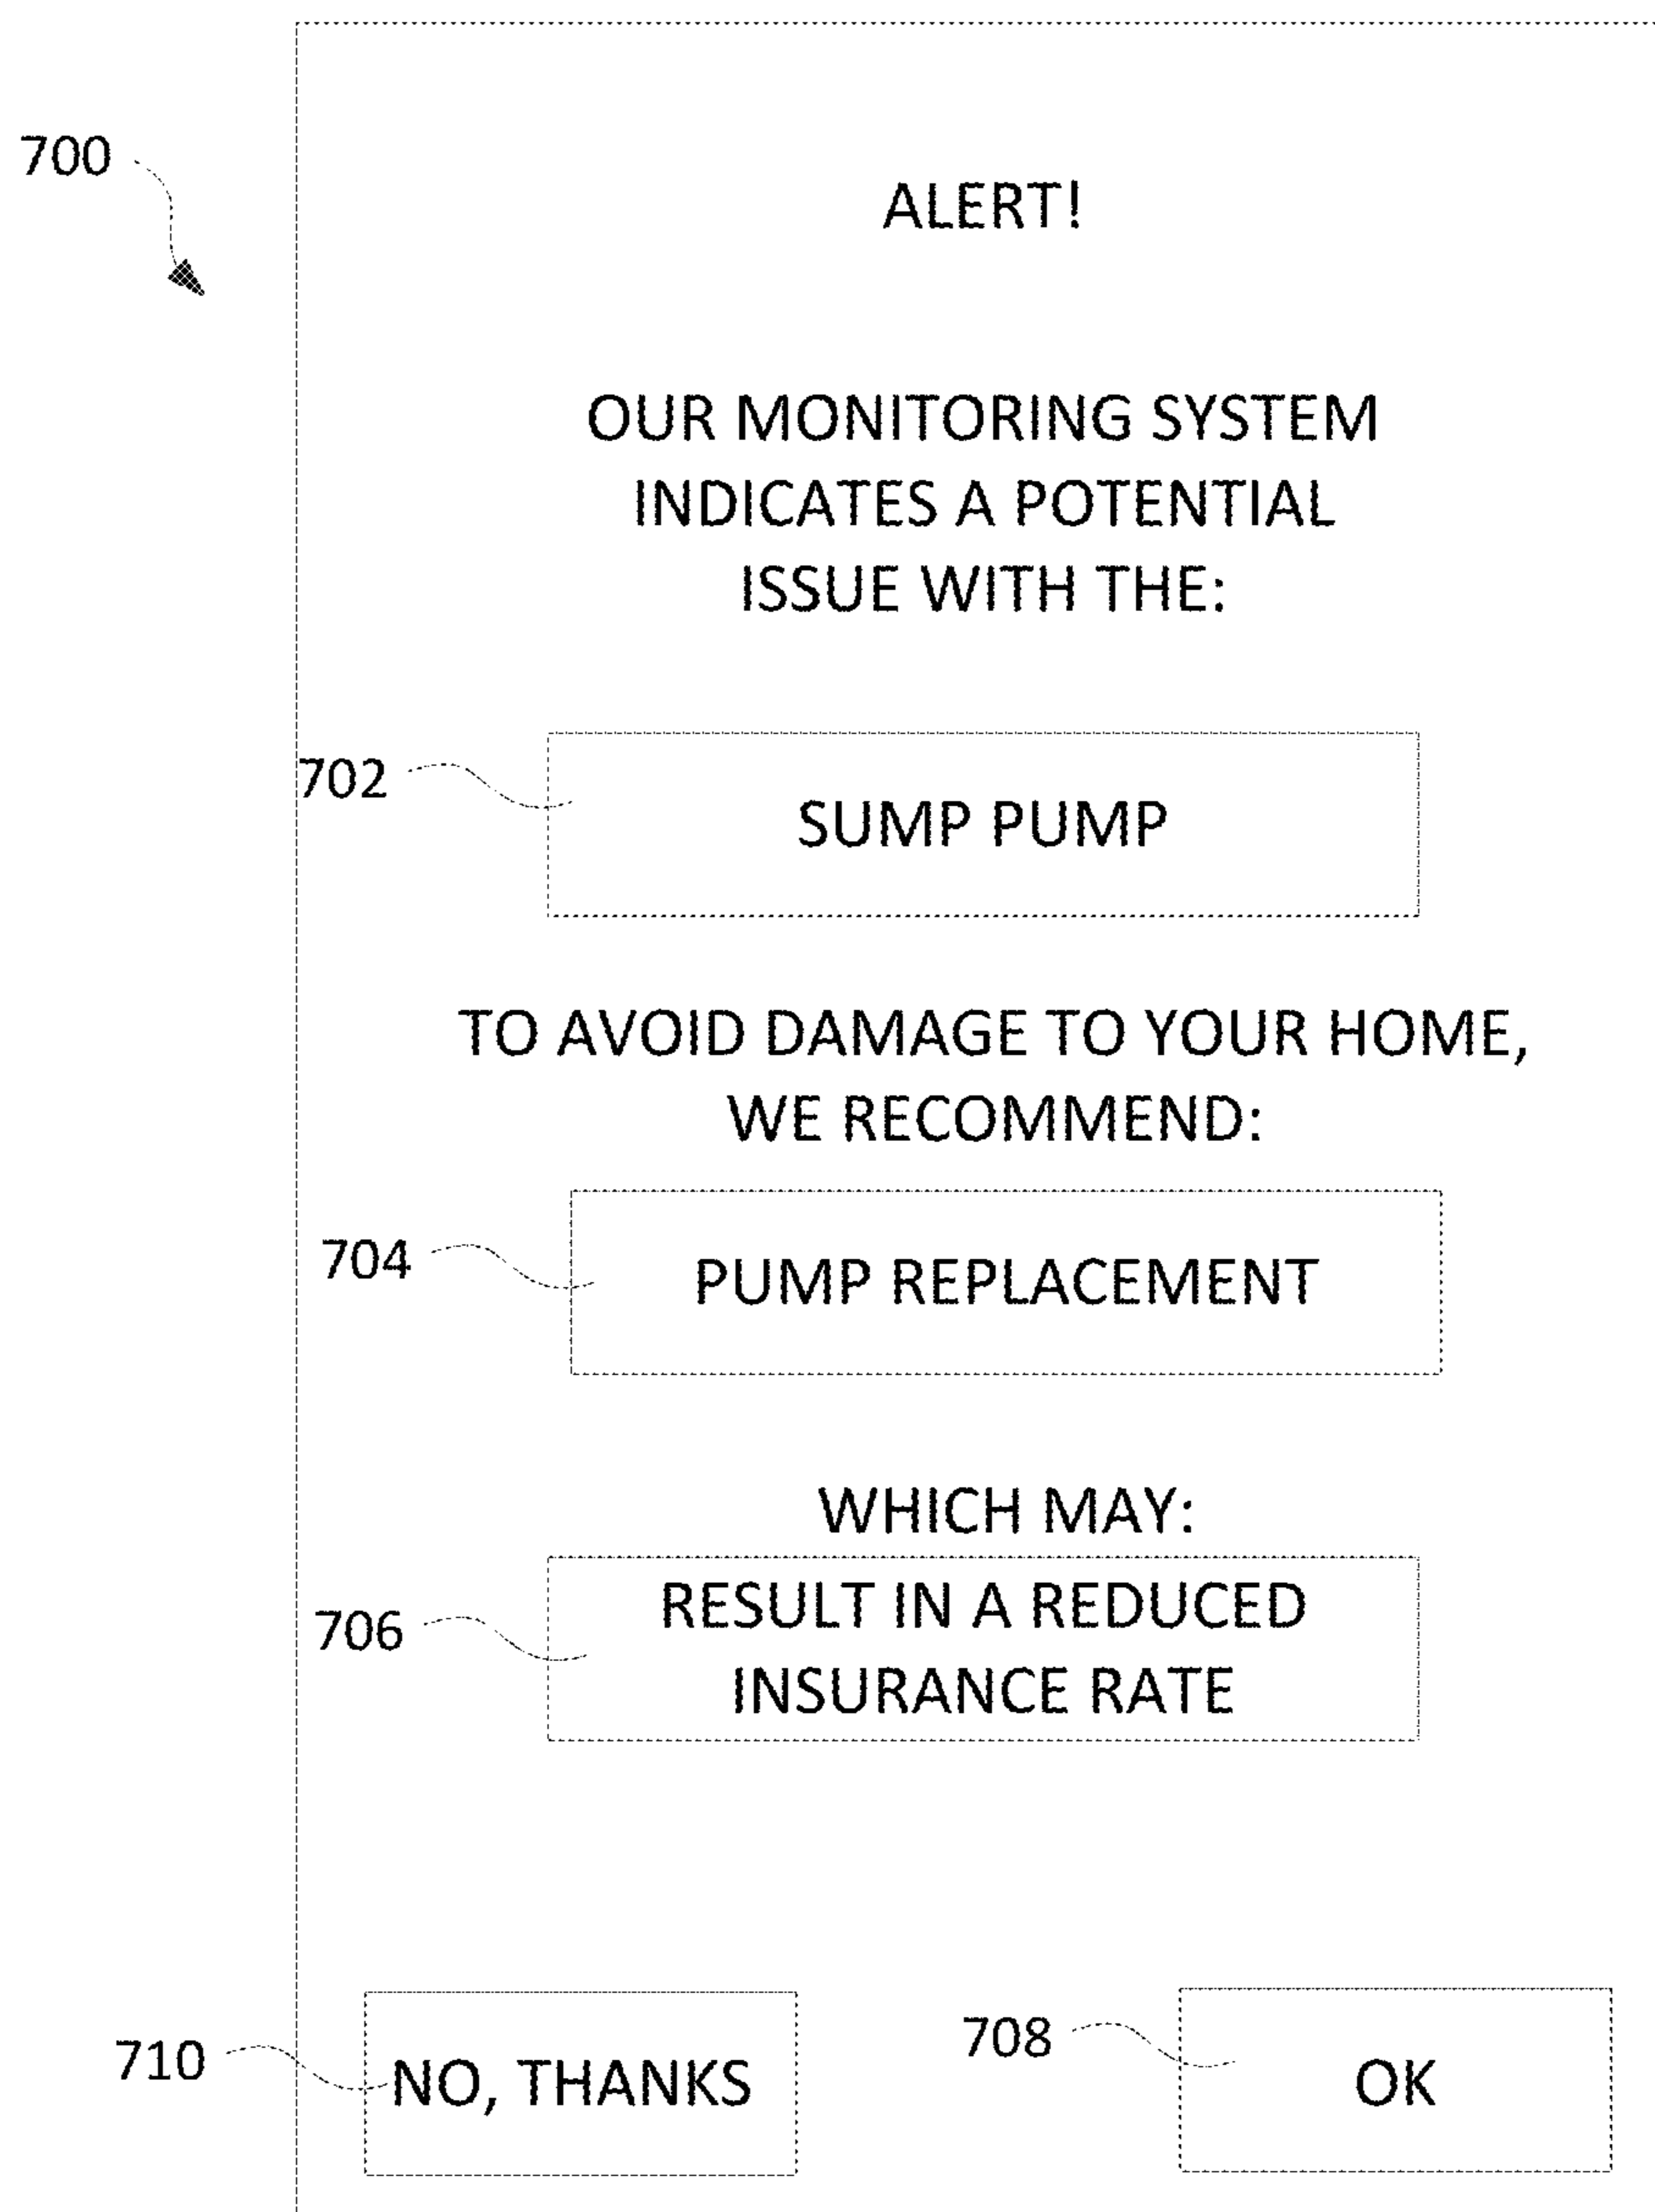 700
ALERT!
OUR MONITORING SYSTEM
INDICATES A POTENTIAL
ISSUE WITH THE:
702
SUMP PUMP
TO AVOID DAMAGE TO YOUR HOME,
WE RECOMMEND:
704
PUMP REPLACEMENT
WHICH MAY:
706
RESULT IN A REDUCED
INSURANCE RATE
710
NO, THANKS
708
OK